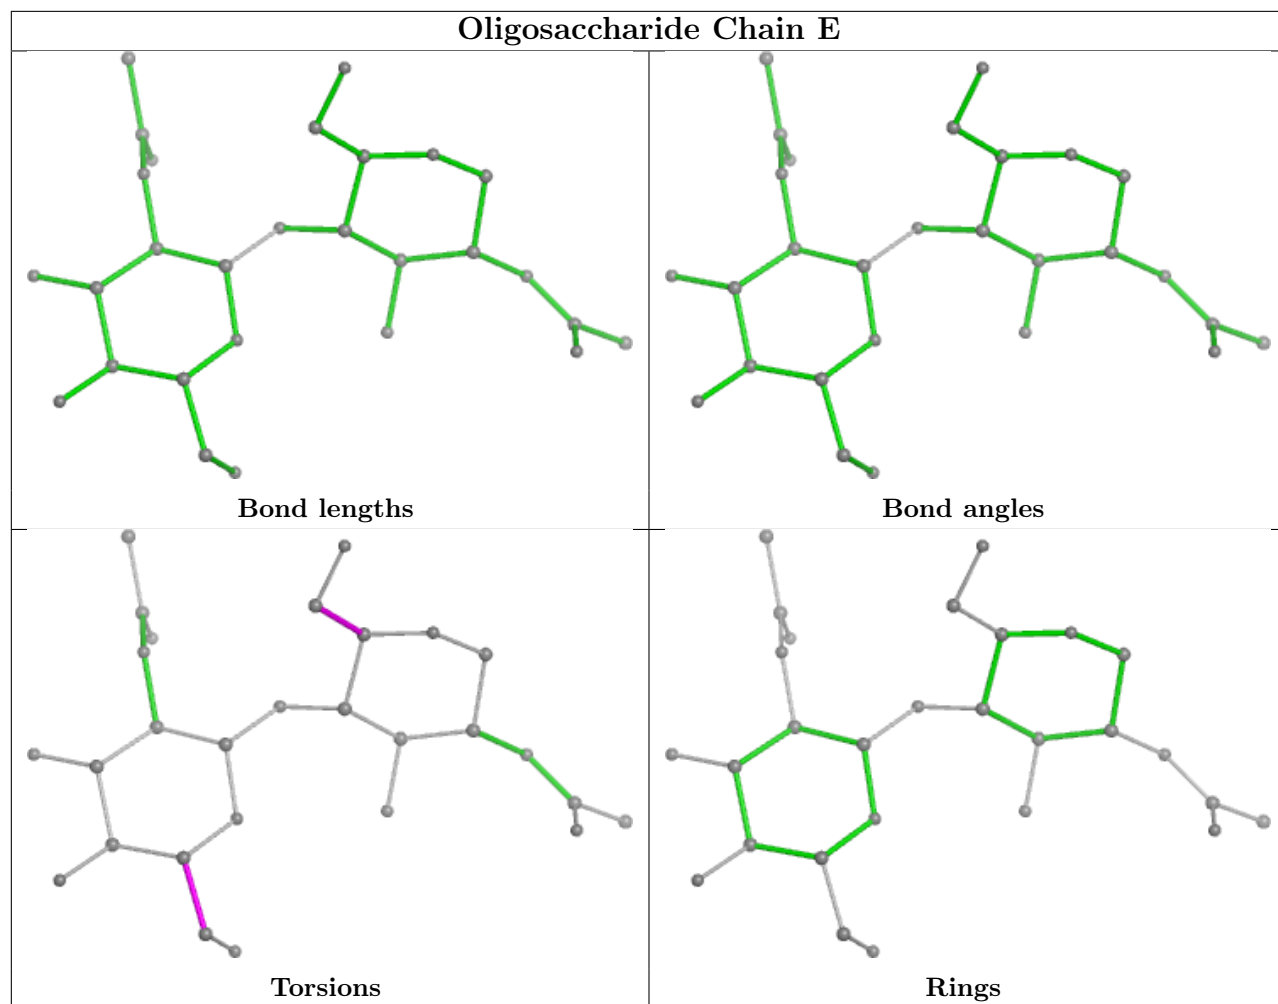 Oligosaccharide Chain E
Bond lengths
Bond angles
Torsions
Rings